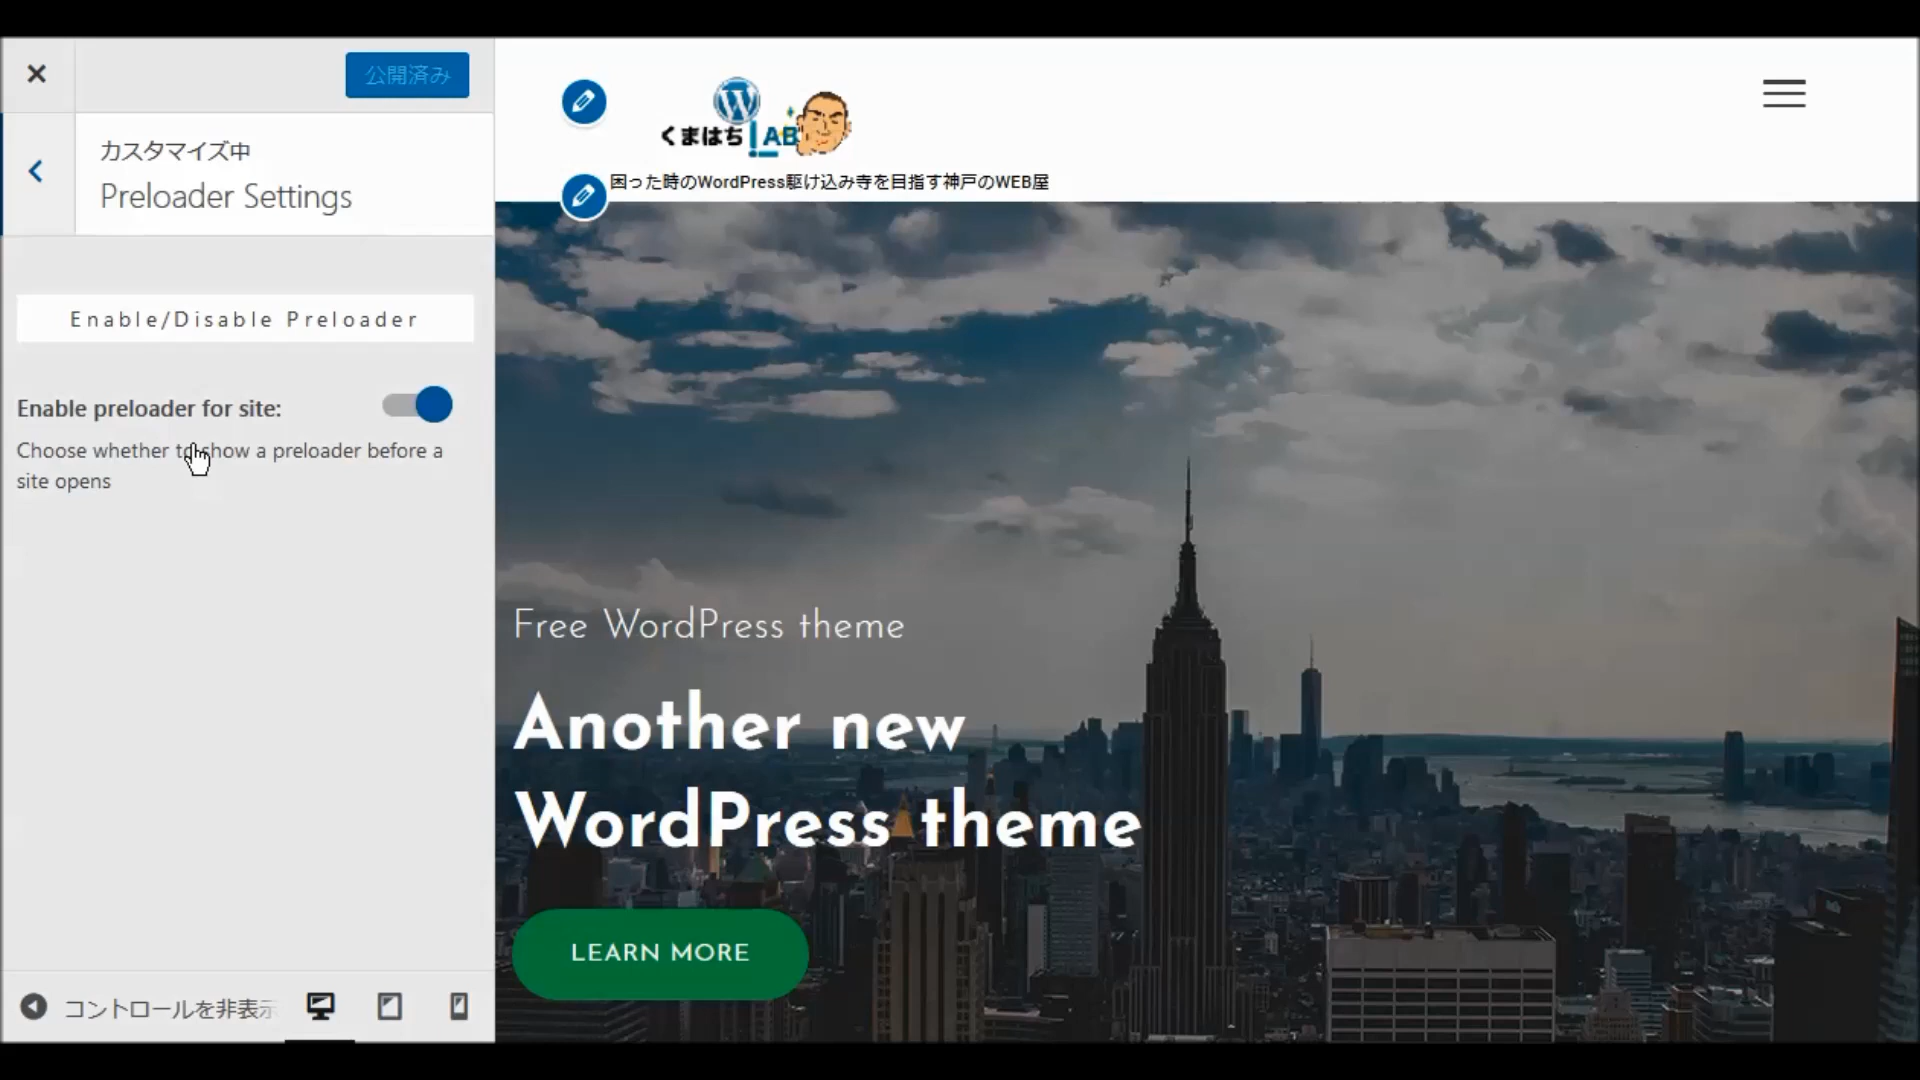 公開済み
カスタマイズ中
Preloader Settings
Enable/Disable Preloader
Enable preloader for site:
Choose whether to show a preloader before a
site opens
コントロールを非表示
くまはちLAB
困った時のWordPress駆け込み寺を目指す神戸のWEB屋
Free WordPress theme
Another new
WordPress theme
LEARN MORE